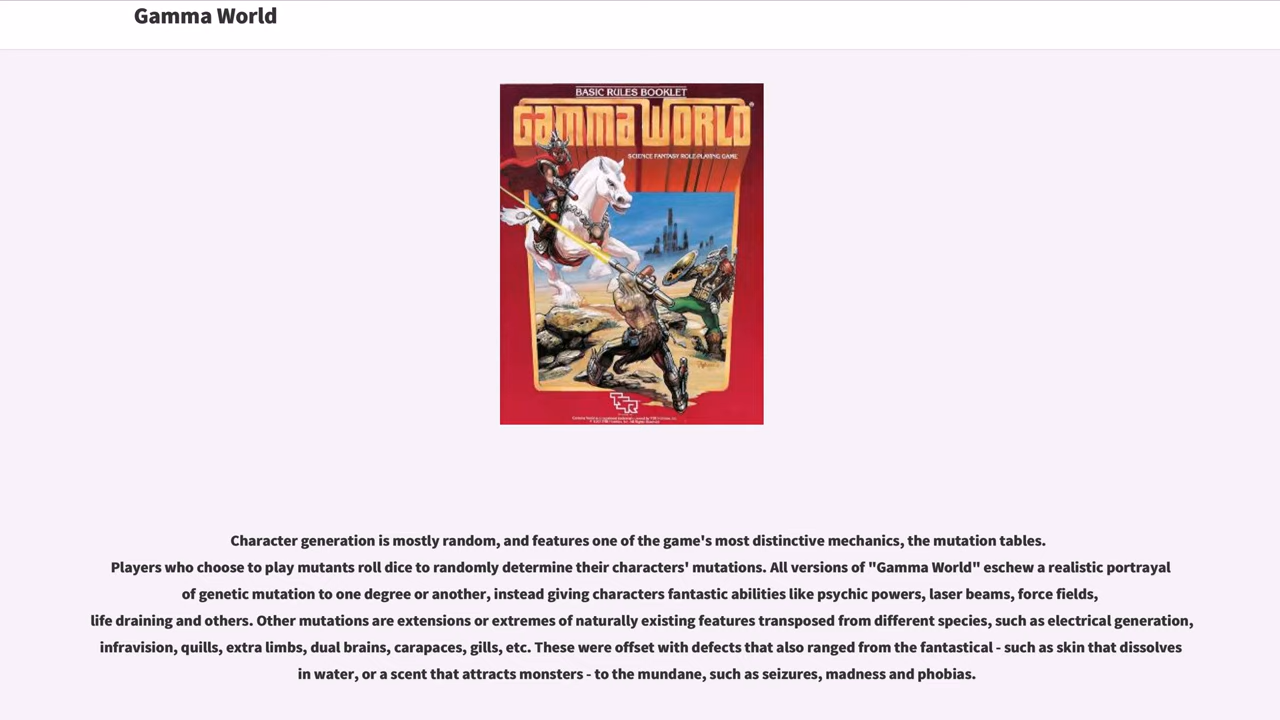 Gamma World
BASIC RULES BOOKLET
GAMMA WORLD
SCIENCE FANTASY ROLE-PLAYING GAME
TSR
Character generation is mostly random, and features one of the game's most distinctive mechanics, the mutation tables.
Players who choose to play mutants roll dice to randomly determine their characters' mutations. All versions of "Gamma World" eschew a realistic portrayal
of genetic mutation to one degree or another, instead giving characters fantastic abilities like psychic powers, laser beams, force fields,
life draining and others. Other mutations are extensions or extremes of naturally existing features transposed from different species, such as electrical generation,
infravision, quills, extra limbs, dual brains, carapaces, gills, etc. These were offset with defects that also ranged from the fantastical - such as skin that dissolves
in water, or a scent that attracts monsters - to the mundane, such as seizures, madness and phobias.